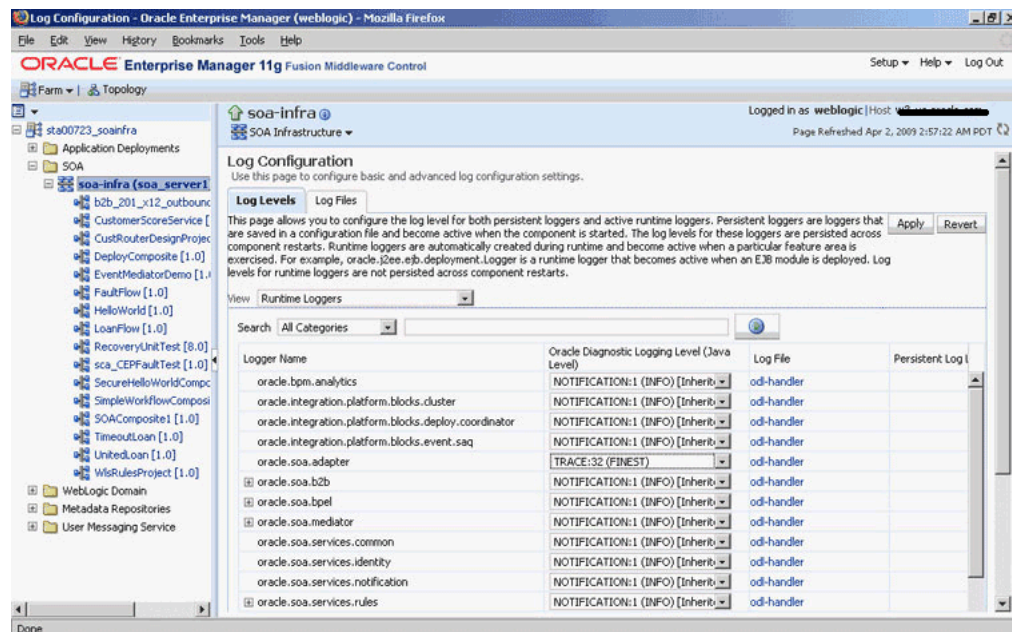 Log Configuration - Oracle Enterprise Manager (weblogic) - Mozilla Firefox
File Edit View History Bookmarks Tools Help
ORACLE Enterprise Manager 11g Fusion Middleware Control
Setup Help Log Out
Farm Topology
sta00723_soainfra
Application Deployments
SOA
soa-infra (soa_server1
b2b_201_x12_outbounc
CustomerScoreService [
CustRouterDesignProjec
DeployComposite [1.0]
EventMediatorDemo [1.
FaultFlow [1.0]
HelloWorld [1.0]
LoanFlow [1.0]
RecoveryUnitTest [8.0]
sca_CEPFaultTest [1.0]
SecureHelloWorldCompc
SimpleWorkflowComposi
SOAComposite1 [1.0]
TimeoutLoan [1.0]
UnitedLoan [1.0]
WlsRulesProject [1.0]
WebLogic Domain
Metadata Repositories
User Messaging Service
soa-infra
SOA Infrastructure
Logged in as weblogic|Host
Page Refreshed Apr 2, 2009 2:57:22 AM PDT
Log Configuration
Use this page to configure basic and advanced log configuration settings.
Log Levels Log Files
This page allows you to configure the log level for both persistent loggers and active runtime loggers. Persistent loggers are loggers that
are saved in a configuration file and become active when the component is started. The log levels for these loggers are persisted across
component restarts. Runtime loggers are automatically created during runtime and become active when a particular feature area is
exercised. For example, oracle.j2ee.ejb.deployment.Logger is a runtime logger that becomes active when an EJB module is deployed. Log
levels for runtime loggers are not persisted across component restarts.
Apply Revert
View Runtime Loggers
Search All Categories
Logger Name Oracle Diagnostic Logging Level (Java Level) Log File Persistent Log L
oracle.bpm.analytics NOTIFICATION:1 (INFO) [Inherit odl-handler
oracle.integration.platform.blocks.cluster NOTIFICATION:1 (INFO) [Inherit odl-handler
oracle.integration.platform.blocks.deploy.coordinator NOTIFICATION:1 (INFO) [Inherit odl-handler
oracle.integration.platform.blocks.event.saq NOTIFICATION:1 (INFO) [Inherit odl-handler
oracle.soa.adapter TRACE:32 (FINEST) odl-handler
oracle.soa.b2b NOTIFICATION:1 (INFO) [Inherit odl-handler
oracle.soa.bpel NOTIFICATION:1 (INFO) [Inherit odl-handler
oracle.soa.mediator NOTIFICATION:1 (INFO) [Inherit odl-handler
oracle.soa.services.common NOTIFICATION:1 (INFO) [Inherit odl-handler
oracle.soa.services.identity NOTIFICATION:1 (INFO) [Inherit odl-handler
oracle.soa.services.notification NOTIFICATION:1 (INFO) [Inherit odl-handler
oracle.soa.services.rules NOTIFICATION:1 (INFO) [Inherit odl-handler
Done